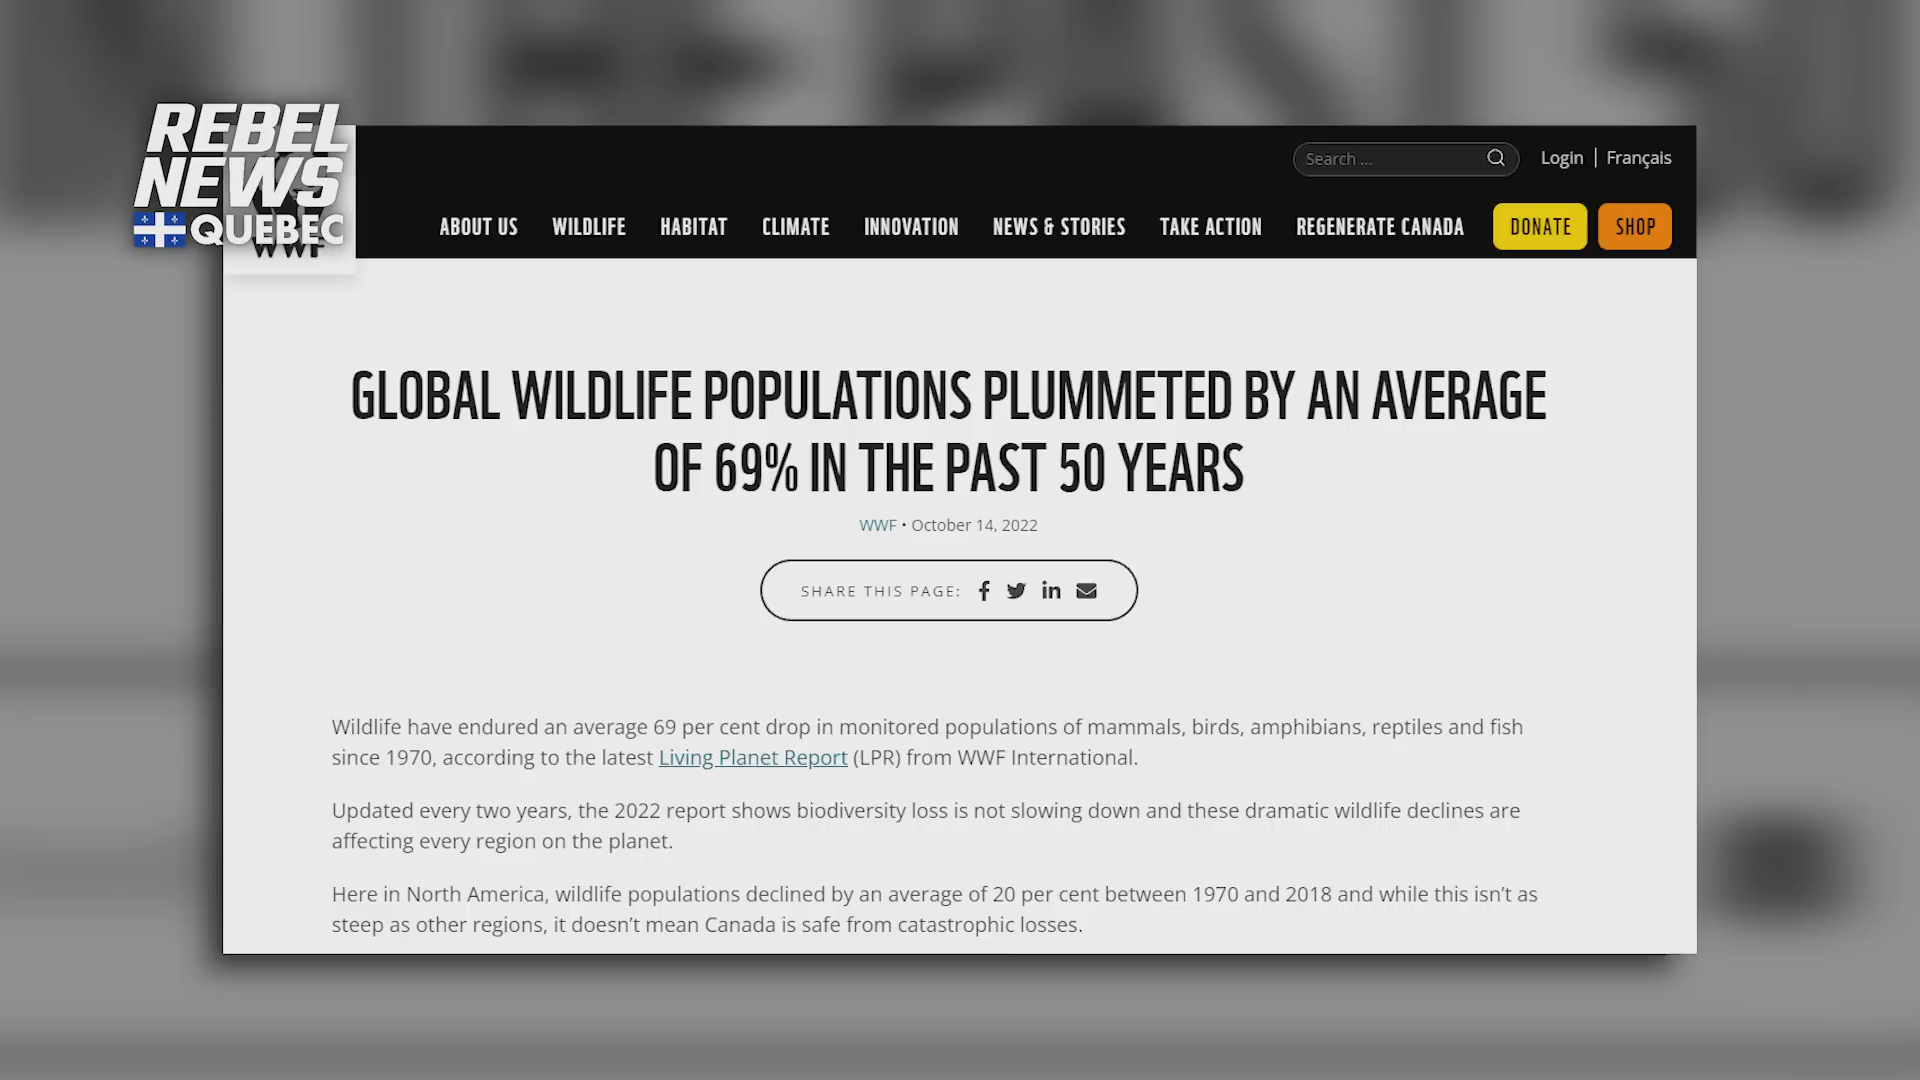 REBEL
NEWS
QUEBEC
WWF
Search ...
Login | Français
ABOUT US WILDLIFE HABITAT CLIMATE INNOVATION NEWS & STORIES TAKE ACTION REGENERATE CANADA DONATE SHOP
GLOBAL WILDLIFE POPULATIONS PLUMMETED BY AN AVERAGE
OF 69% IN THE PAST 50 YEARS
WWF • October 14, 2022
SHARE THIS PAGE:
Wildlife have endured an average 69 per cent drop in monitored populations of mammals, birds, amphibians, reptiles and fish
since 1970, according to the latest Living Planet Report (LPR) from WWF International.
Updated every two years, the 2022 report shows biodiversity loss is not slowing down and these dramatic wildlife declines are
affecting every region on the planet.
Here in North America, wildlife populations declined by an average of 20 per cent between 1970 and 2018 and while this isn't as
steep as other regions, it doesn't mean Canada is safe from catastrophic losses.